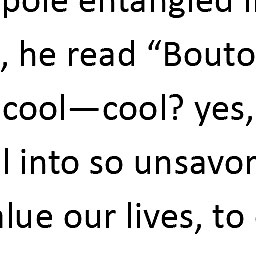 pole entangled i
, he read “Bouto
cool—cool? yes,
l into so unsavor
alue our lives, to